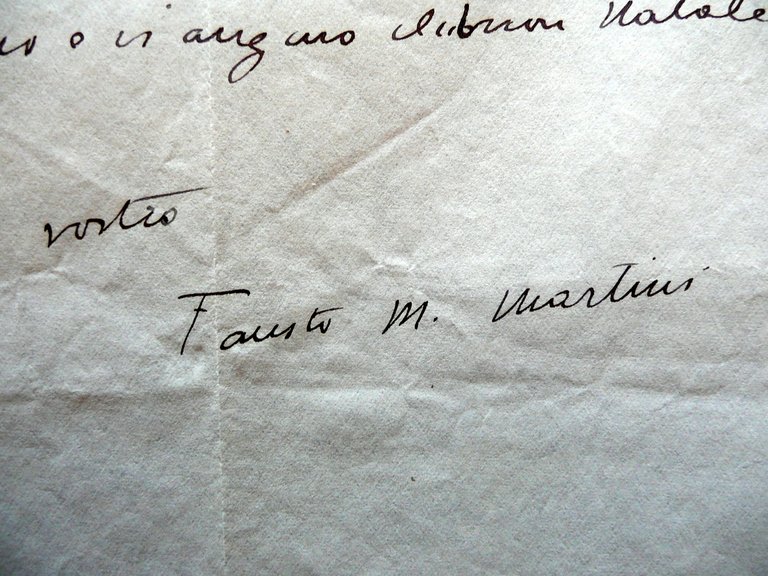 o vi auguro il buon Natale
vostro
Fausto M. Martini